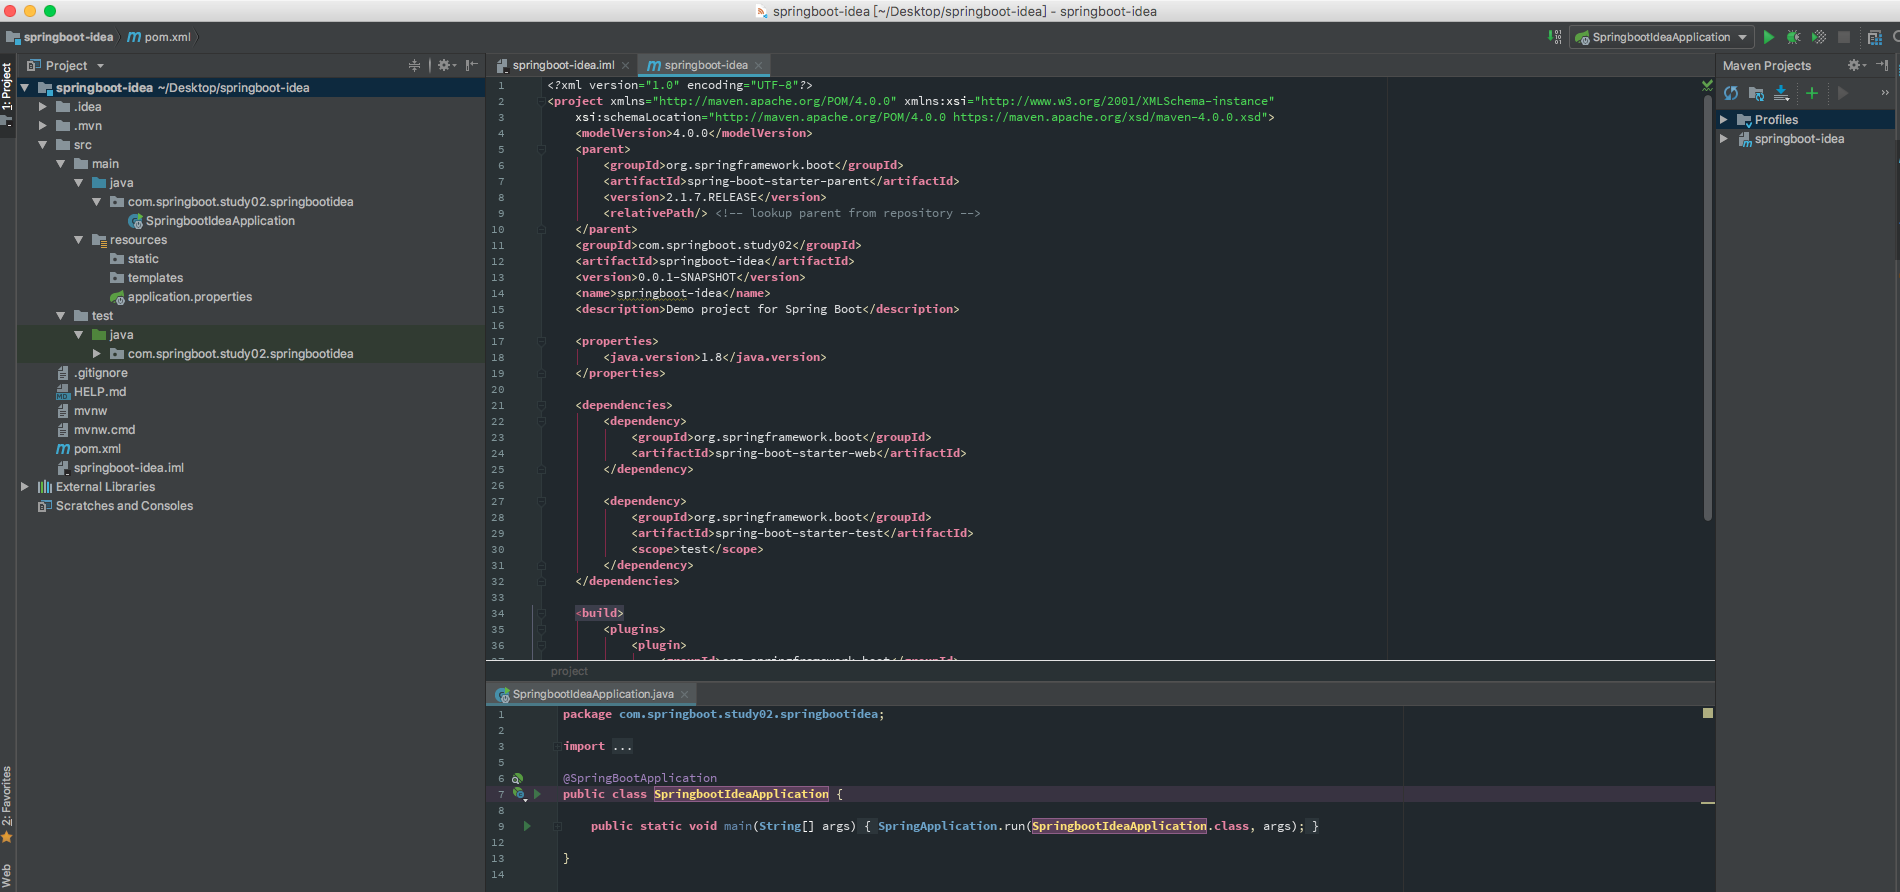 springboot-idea [~/Desktop/springboot-idea] - springboot-idea
springboot-idea
pom.xml
SpringbootIdeaApplication
1: Project
Project
springboot-idea ~/Desktop/springboot-idea
.idea
.mvn
src
main
java
com.springboot.study02.springbootidea
SpringbootIdeaApplication
resources
static
templates
application.properties
test
java
com.springboot.study02.springbootidea
.gitignore
HELP.md
mvnw
mvnw.cmd
pom.xml
springboot-idea.iml
External Libraries
Scratches and Consoles
2: Favorites
Web
springboot-idea.iml
springboot-idea
1 <?xml version="1.0" encoding="UTF-8"?>
2 <project xmlns="http://maven.apache.org/POM/4.0.0" xmlns:xsi="http://www.w3.org/2001/XMLSchema-instance"
3 xsi:schemaLocation="http://maven.apache.org/POM/4.0.0 https://maven.apache.org/xsd/maven-4.0.0.xsd">
4 <modelVersion>4.0.0</modelVersion>
5 <parent>
6 <groupId>org.springframework.boot</groupId>
7 <artifactId>spring-boot-starter-parent</artifactId>
8 <version>2.1.7.RELEASE</version>
9 <relativePath/> <!-- lookup parent from repository -->
10 </parent>
11 <groupId>com.springboot.study02</groupId>
12 <artifactId>springboot-idea</artifactId>
13 <version>0.0.1-SNAPSHOT</version>
14 <name>springboot-idea</name>
15 <description>Demo project for Spring Boot</description>
16
17 <properties>
18 <java.version>1.8</java.version>
19 </properties>
20
21 <dependencies>
22 <dependency>
23 <groupId>org.springframework.boot</groupId>
24 <artifactId>spring-boot-starter-web</artifactId>
25 </dependency>
26
27 <dependency>
28 <groupId>org.springframework.boot</groupId>
29 <artifactId>spring-boot-starter-test</artifactId>
30 <scope>test</scope>
31 </dependency>
32 </dependencies>
33
34 <build>
35 <plugins>
36 <plugin>
project
SpringbootIdeaApplication.java
1 package com.springboot.study02.springbootidea;
2
3 import ...
5
6 @SpringBootApplication
7 public class SpringbootIdeaApplication {
8
9 public static void main(String[] args) { SpringApplication.run(SpringbootIdeaApplication.class, args); }
12
13 }
14
Maven Projects
Profiles
springboot-idea